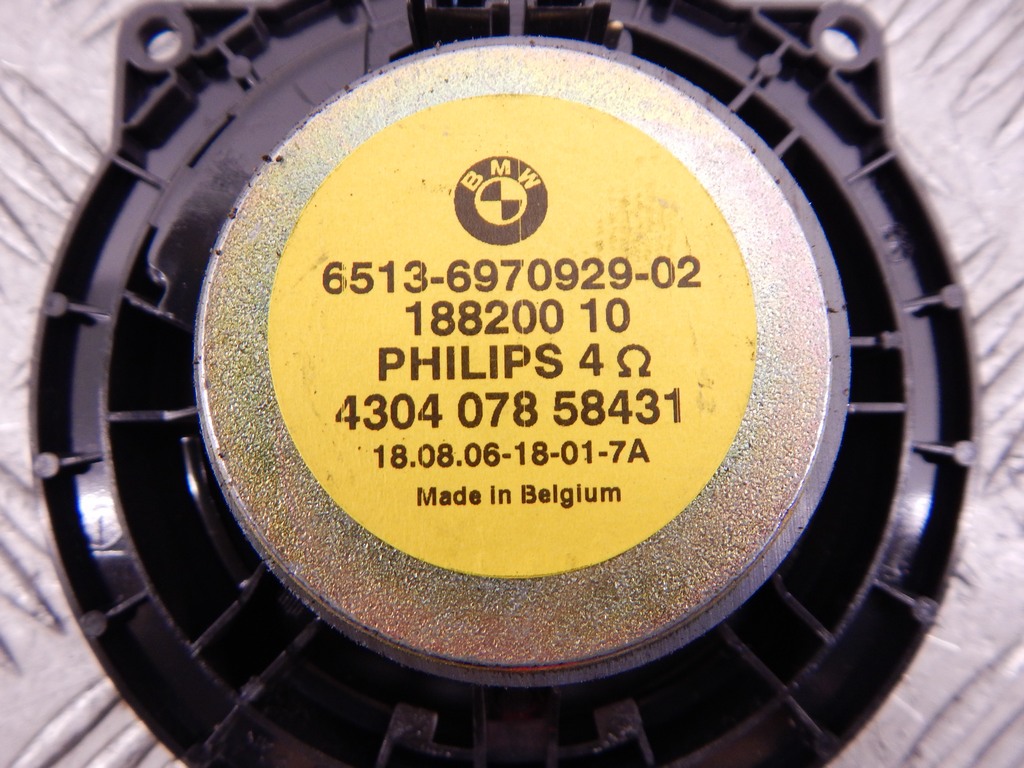 BMW
6513-6970929-02
188200 10
PHILIPS 4 Ω
4304 078 58431
18.08.06-18-01-7A
Made in Belgium